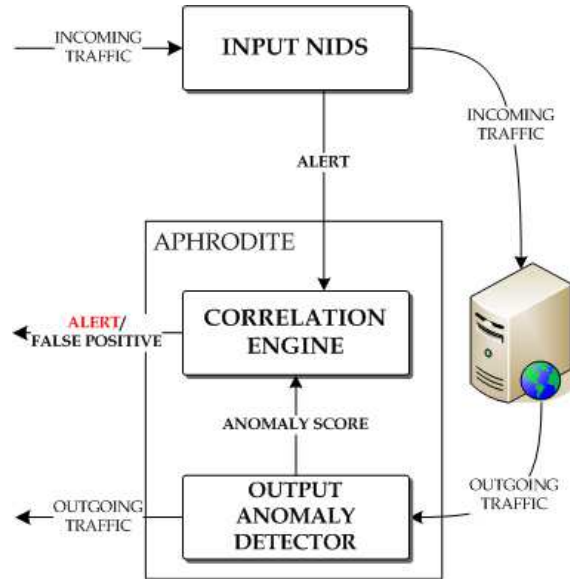 INCOMING
TRAFFIC
INPUT NIDS
INCOMING
TRAFFIC
ALERT
APHRODITE
ALERT/
FALSE POSITIVE
CORRELATION
ENGINE
ANOMALY SCORE
OUTGOING
TRAFFIC
OUTPUT
ANOMALY
DETECTOR
OUTGOING
TRAFFIC